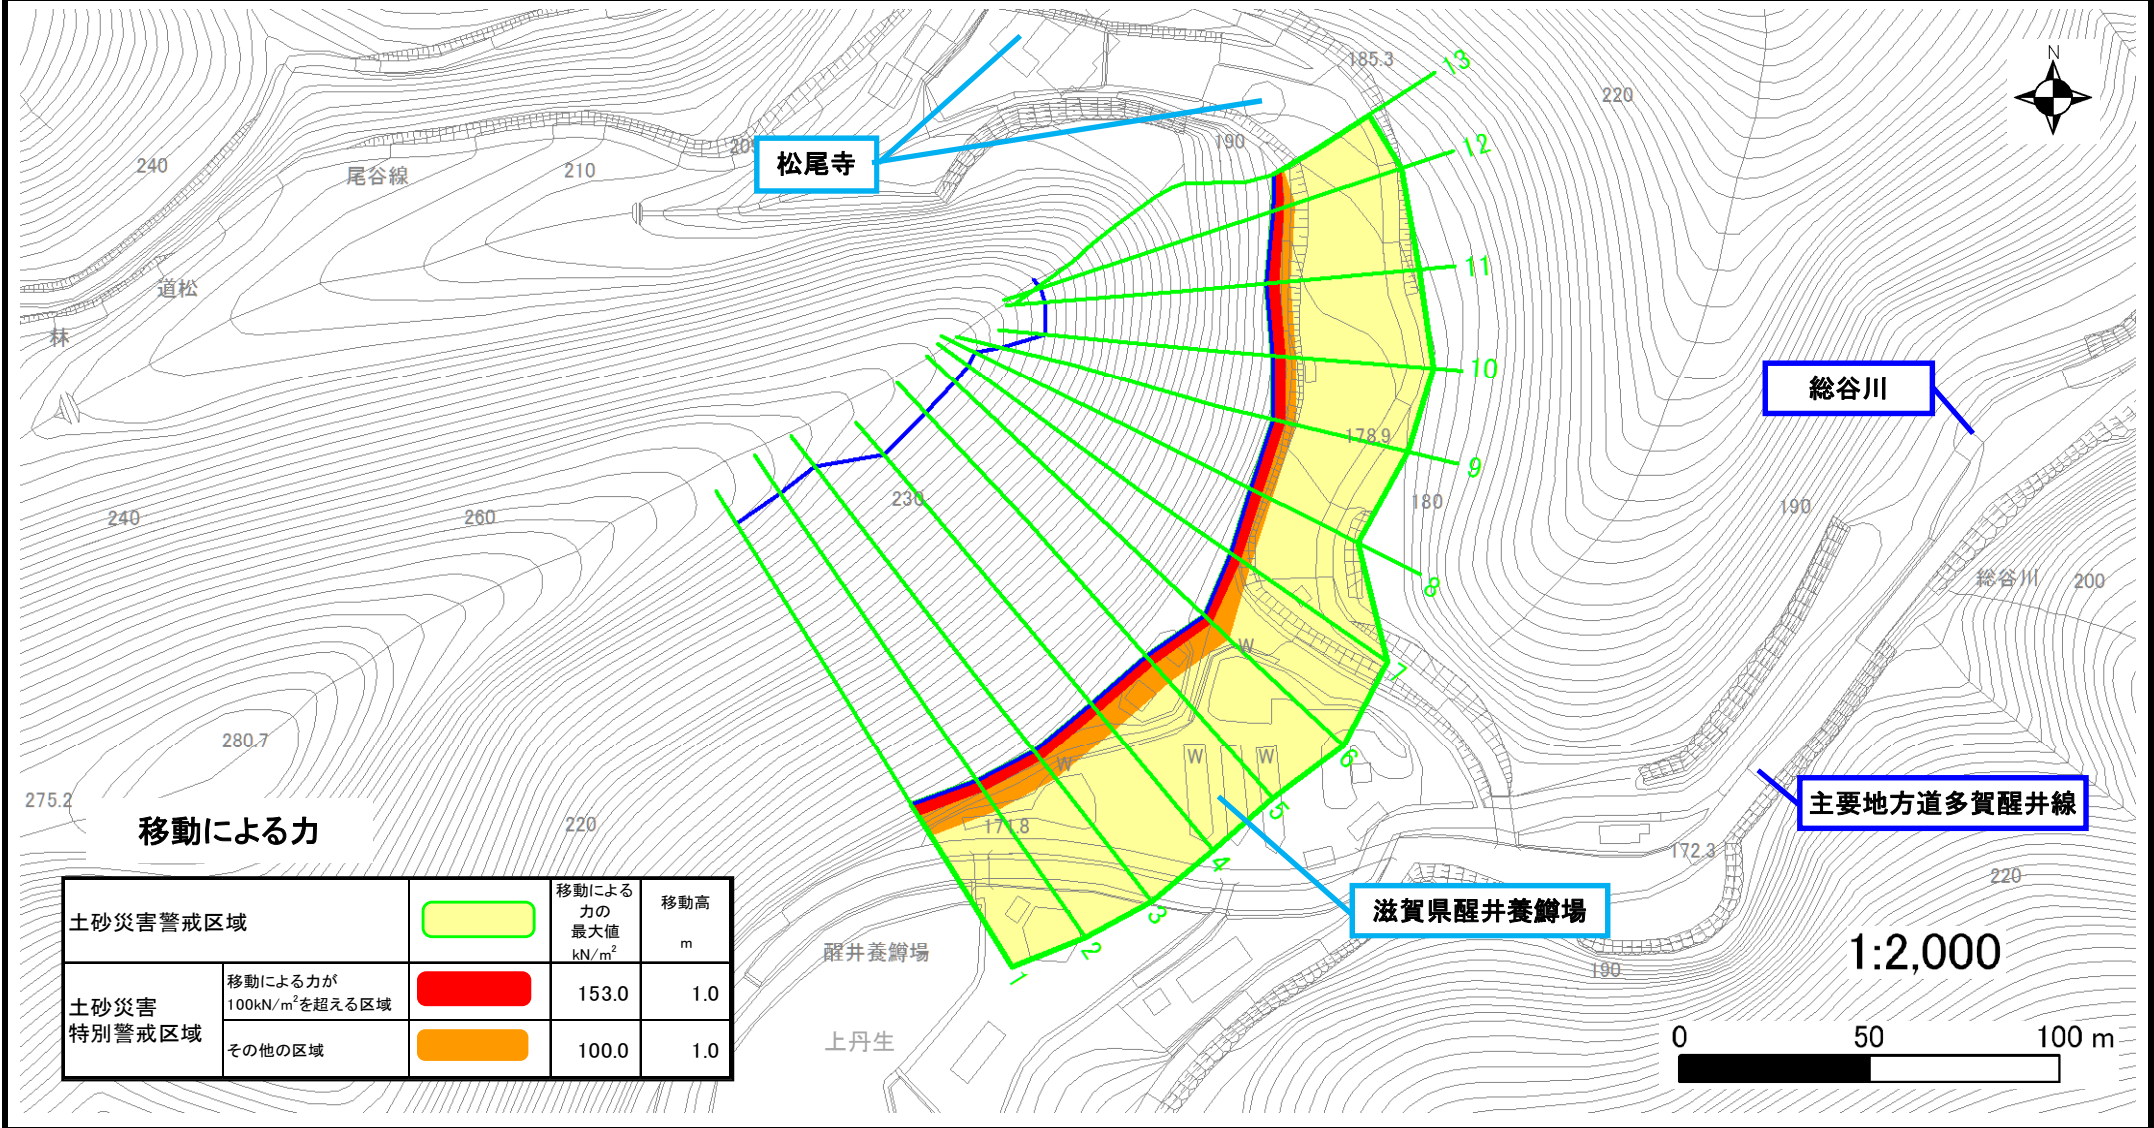 N
185.3
13
220
松尾寺
190
12
209
240
尾谷線
210
11
道松
林
10
総谷川
178.9
9
180
190
230
240
260
8
総谷川
200
W
7
280.7
W
W
W
6
275.2
5
主要地方道多賀醒井線
220
171.8
4
172.3
220
移動による力
3
滋賀県醒井養鱒場
2
醒井養鱒場
1
190
1:2,000
上丹生
0 50 100 m
土砂災害警戒区域
移動による
力の
最大値
kN/m²
移動高
m
土砂災害
特別警戒区域
移動による力が
100kN/m²を超える区域
153.0 1.0
その他の区域
100.0 1.0